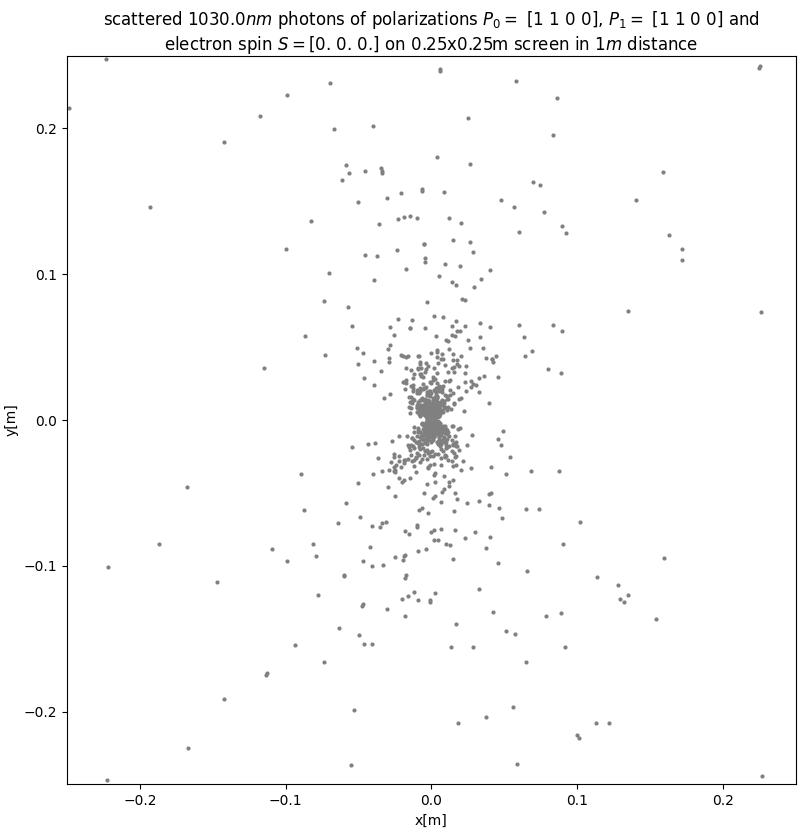 scattered 1030.0nm photons of polarizations P₀ = [1 1 0 0], P₁ = [1 1 0 0] and
electron spin S = [0. 0. 0.] on 0.25x0.25m screen in 1m distance
0.2
0.1
0.0
−0.1
−0.2
y[m]
−0.2 −0.1 0.0 0.1 0.2
x[m]